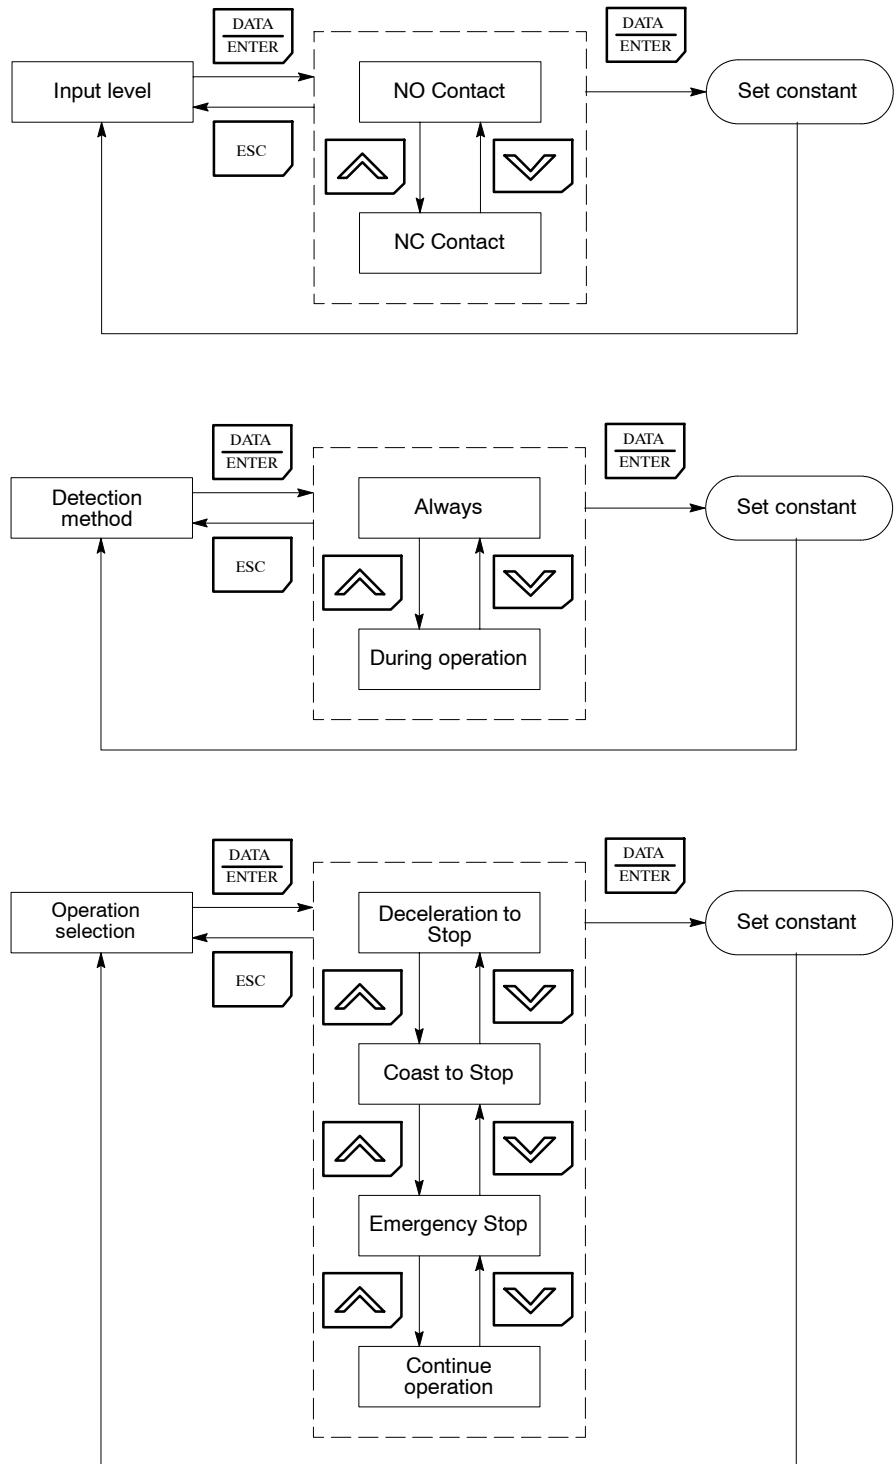 DATA
ENTER
DATA
ENTER
Input level
NO Contact
Set constant
ESC
NC Contact
DATA
ENTER
DATA
ENTER
Detection
method
Always
Set constant
ESC
During operation
DATA
ENTER
DATA
ENTER
Operation
selection
Deceleration to
Stop
Set constant
ESC
Coast to Stop
Emergency Stop
Continue
operation